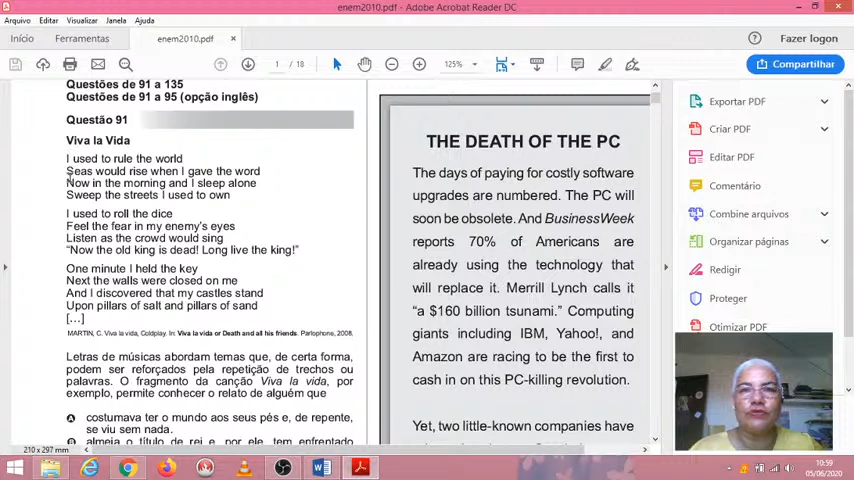 enem2010.pdf - Adobe Acrobat Reader DC
Arquivo Editar Visualizar Janela Ajuda
Início Ferramentas enem2010.pdf × Fazer logon
1 / 18 125% Compartilhar
Questões de 91 a 135
Questões de 91 a 95 (opção inglês)
Questão 91
Viva la Vida
I used to rule the world
Seas would rise when I gave the word
Now in the morning and I sleep alone
Sweep the streets I used to own
I used to roll the dice
Feel the fear in my enemy's eyes
Listen as the crowd would sing
“Now the old king is dead! Long live the king!”
One minute I held the key
Next the walls were closed on me
And I discovered that my castles stand
Upon pillars of salt and pillars of sand
[…]
MARTIN, C. Viva la vida, Coldplay. In: Viva la vida or Death and all his friends. Parlophone, 2008.
Letras de músicas abordam temas que, de certa forma,
podem ser reforçados pela repetição de trechos ou
palavras. O fragmento da canção Viva la vida, por
exemplo, permite conhecer o relato de alguém que
A costumava ter o mundo aos seus pés e, de repente,
se viu sem nada.
B almeja o título de rei e, por ele, tem enfrentado
210 x 297 mm
THE DEATH OF THE PC
The days of paying for costly software
upgrades are numbered. The PC will
soon be obsolete. And BusinessWeek
reports 70% of Americans are
already using the technology that
will replace it. Merrill Lynch calls it
“a $160 billion tsunami.” Computing
giants including IBM, Yahoo!, and
Amazon are racing to be the first to
cash in on this PC-killing revolution.
Yet, two little-known companies have
Exportar PDF
Criar PDF
Editar PDF
Comentário
Combine arquivos
Organizar páginas
Redigir
Proteger
Otimizar PDF
10:59
05/06/2020